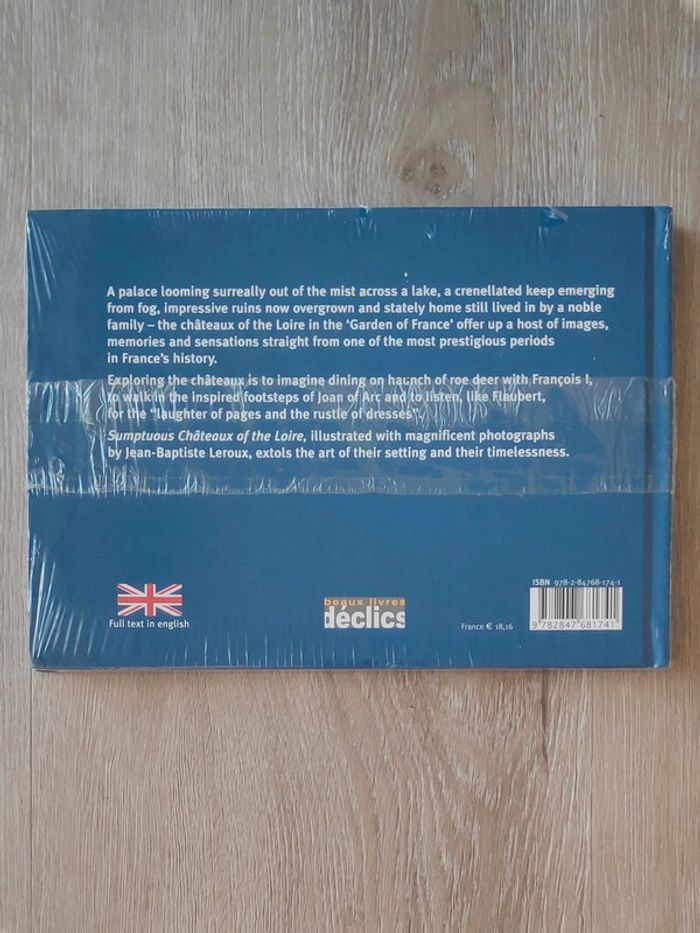 A palace looming surreally out of the mist across a lake, a crenellated keep emerging
from fog, impressive ruins now overgrown and stately home still lived in by a noble
family – the châteaux of the Loire in the ‘Garden of France’ offer up a host of images,
memories and sensations straight from one of the most prestigious periods
in France’s history.
Exploring the châteaux is to imagine dining on haunch of roe deer with François I,
to walk in the inspired footsteps of Joan of Arc and to listen, like Flaubert,
for the “laughter of pages and the rustle of dresses”.
Sumptuous Châteaux of the Loire, illustrated with magnificent photographs
by Jean-Baptiste Leroux, extols the art of their setting and their timelessness.
Full text in english
beaux livres
déclics
France € 18,16
ISBN 978-2-84768-174-1
9 782847 681741